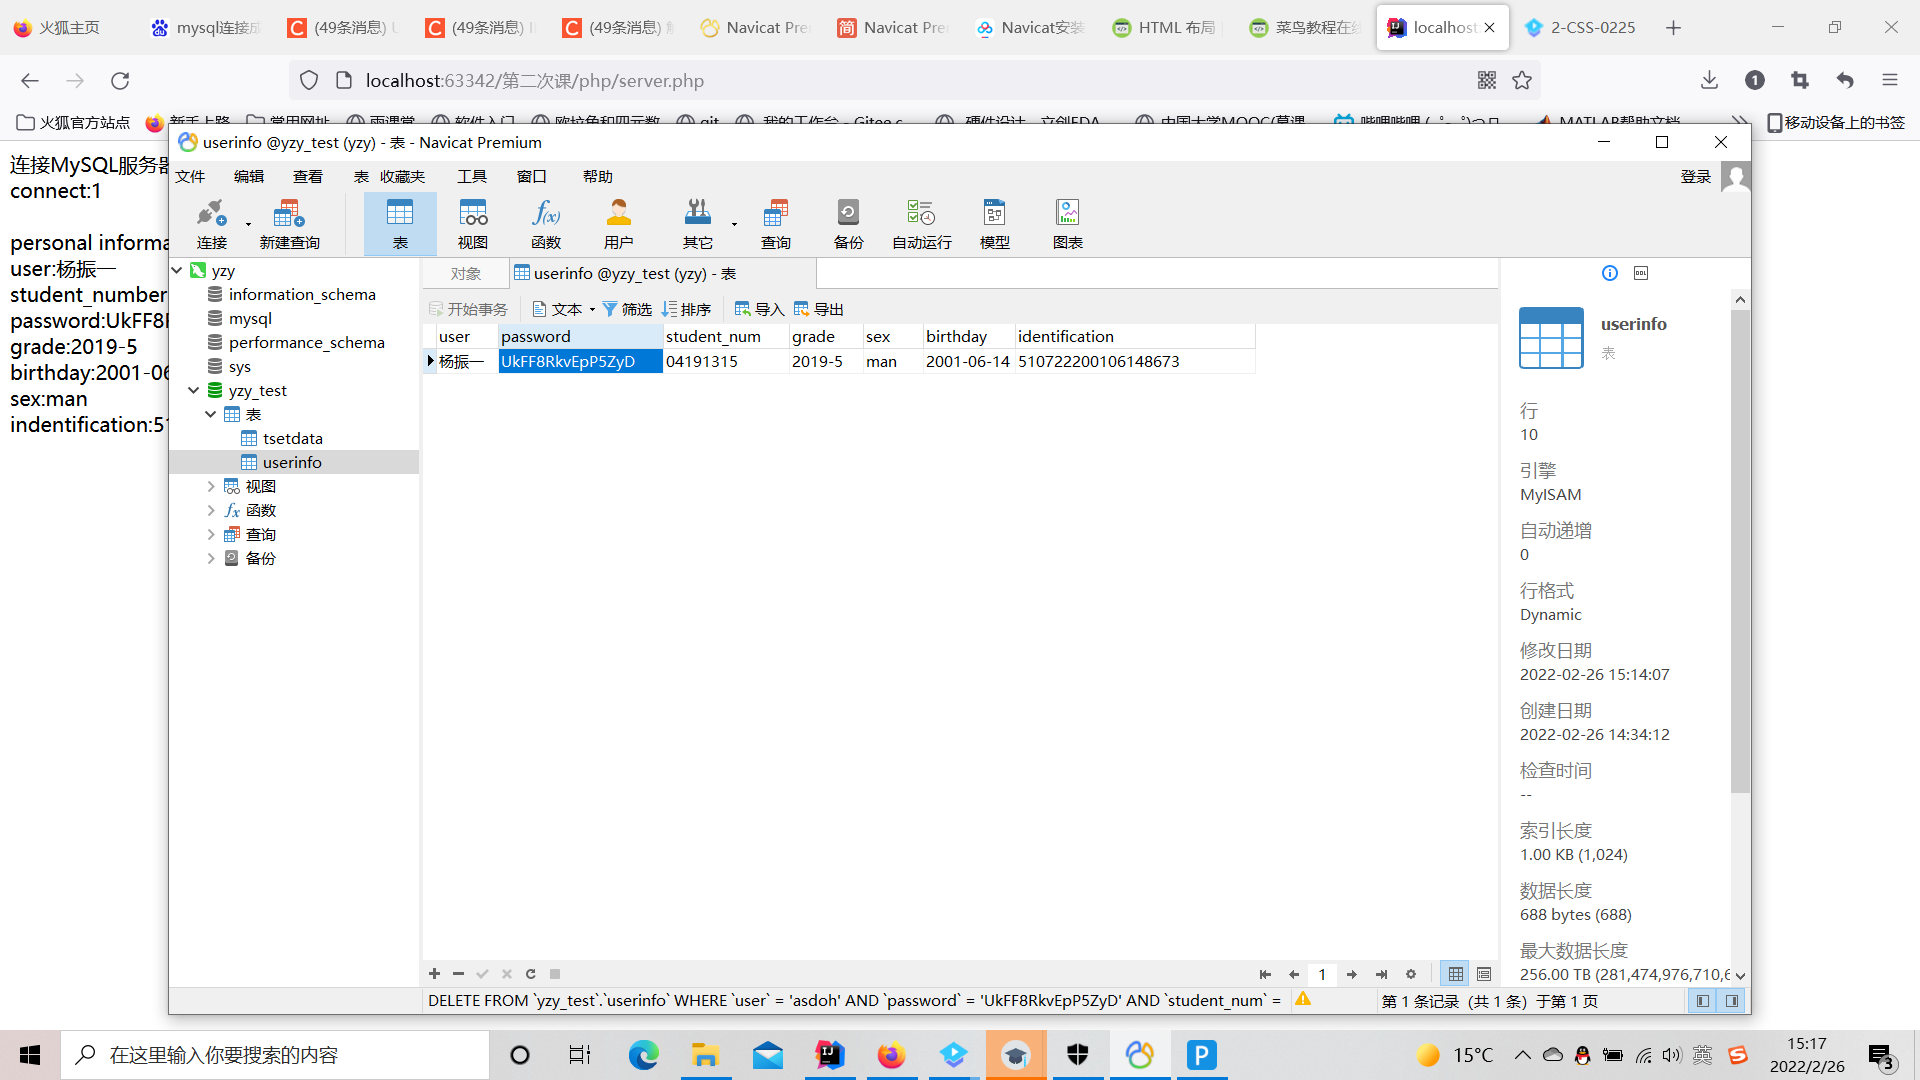 火狐主页
mysql连接成
(49条消息)
(49条消息)
(49条消息)
Navicat Pre
Navicat Pre
Navicat安装
HTML 布局
菜鸟教程在线
localhost:
2-CSS-0225
localhost:63342/第二次课/php/server.php
火狐官方站点
新手上路
常用网址
雨课堂
软件入门
欧拉角和四元数
git
我的工作台 - Gitee.c
硬件设计
立创EDA
中国大学MOOC(慕课
哔哩哔哩
MATLAB帮助文档
移动设备上的书签
连接MySQL服务器
connect:1
personal informa
user:杨振一
student_number
password:UkFF8R
grade:2019-5
birthday:2001-06
sex:man
indentification:51
userinfo @yzy_test (yzy) - 表 - Navicat Premium
文件 编辑 查看 表 收藏夹 工具 窗口 帮助
登录
连接 新建查询 表 视图 函数 用户 其它 查询 备份 自动运行 模型 图表
yzy
information_schema
mysql
performance_schema
sys
yzy_test
表
tsetdata
userinfo
视图
函数
查询
备份
对象
userinfo @yzy_test (yzy) - 表
开始事务 文本 筛选 排序 导入 导出
user password student_num grade sex birthday identification
杨振一 UkFF8RkvEpP5ZyD 04191315 2019-5 man 2001-06-14 510722200106148673
userinfo
表
行
10
引擎
MyISAM
自动递增
0
行格式
Dynamic
修改日期
2022-02-26 15:14:07
创建日期
2022-02-26 14:34:12
检查时间
--
索引长度
1.00 KB (1,024)
数据长度
688 bytes (688)
最大数据长度
256.00 TB (281,474,976,710,6
1
DELETE FROM `yzy_test`.`userinfo` WHERE `user` = 'asdoh' AND `password` = 'UkFF8RkvEpP5ZyD' AND `student_num` =
第 1 条记录 (共 1 条) 于第 1 页
在这里输入你要搜索的内容
15°C
英
15:17
2022/2/26
3